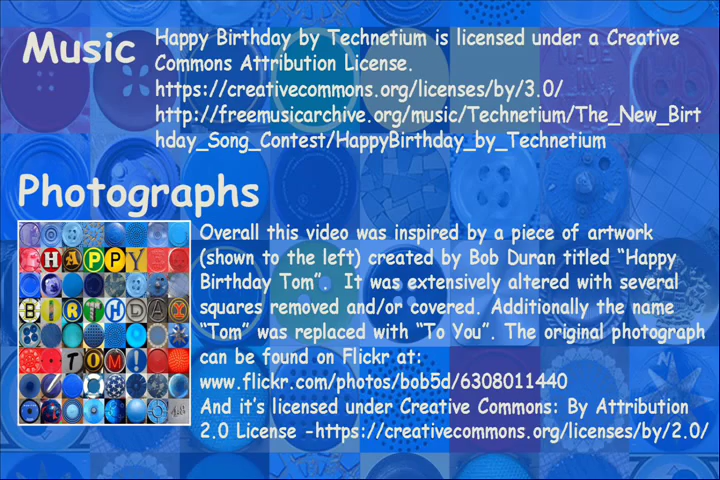 Music
Happy Birthday by Technetium is licensed under a Creative
Commons Attribution License.
https://creativecommons.org/licenses/by/3.0/
http://freemusicarchive.org/music/Technetium/The_New_Birt
hday_Song_Contest/HappyBirthday_by_Technetium
Photographs
HAPPY
BIRTHDAY
TOM!
Overall this video was inspired by a piece of artwork
(shown to the left) created by Bob Duran titled “Happy
Birthday Tom”.  It was extensively altered with several
squares removed and/or covered. Additionally the name
“Tom” was replaced with “To You”. The original photograph
can be found on Flickr at:
www.flickr.com/photos/bob5d/6308011440
And it’s licensed under Creative Commons: By Attribution
2.0 License –https://creativecommons.org/licenses/by/2.0/